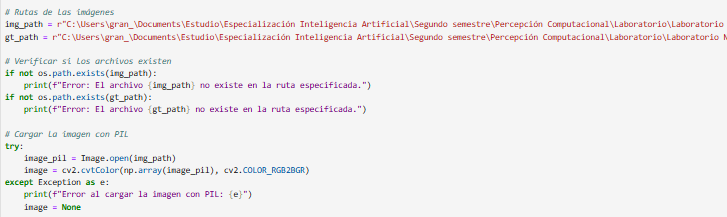 # Rutas de las imágenes
img_path = r"C:\Users\gran_\Documents\Estudio\Especialización Inteligencia Artificial\Segundo semestre\Percepción Computacional\Laboratorio\Laboratorio
gt_path = r"C:\Users\gran_\Documents\Estudio\Especialización Inteligencia Artificial\Segundo semestre\Percepción Computacional\Laboratorio\Laboratorio N
# Verificar si los archivos existen
if not os.path.exists(img_path):
    print(f"Error: El archivo {img_path} no existe en la ruta especificada.")
if not os.path.exists(gt_path):
    print(f"Error: El archivo {gt_path} no existe en la ruta especificada.")
# Cargar la imagen con PIL
try:
    image_pil = Image.open(img_path)
    image = cv2.cvtColor(np.array(image_pil), cv2.COLOR_RGB2BGR)
except Exception as e:
    print(f"Error al cargar la imagen con PIL: {e}")
    image = None